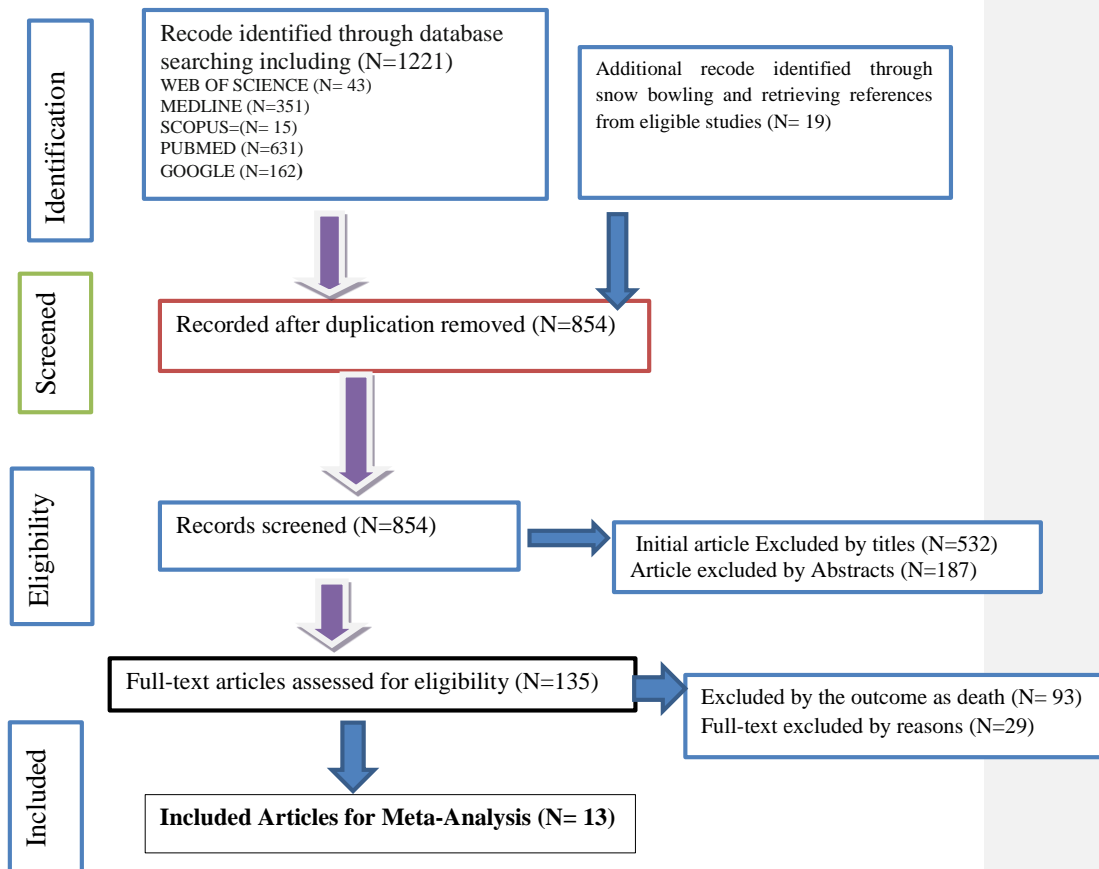 Identification
Recode identified through database
searching including (N=1221)
WEB OF SCIENCE (N= 43)
MEDLINE (N=351)
SCOPUS=(N= 15)
PUBMED (N=631)
GOOGLE (N=162)
Additional recode identified through
snow bowling and retrieving references
from eligible studies (N= 19)
Screened
Recorded after duplication removed (N=854)
Eligibility
Records screened (N=854)
Initial article Excluded by titles (N=532)
Article excluded by Abstracts (N=187)
Full-text articles assessed for eligibility (N=135)
Excluded by the outcome as death (N= 93)
Full-text excluded by reasons (N=29)
Included
Included Articles for Meta-Analysis (N= 13)